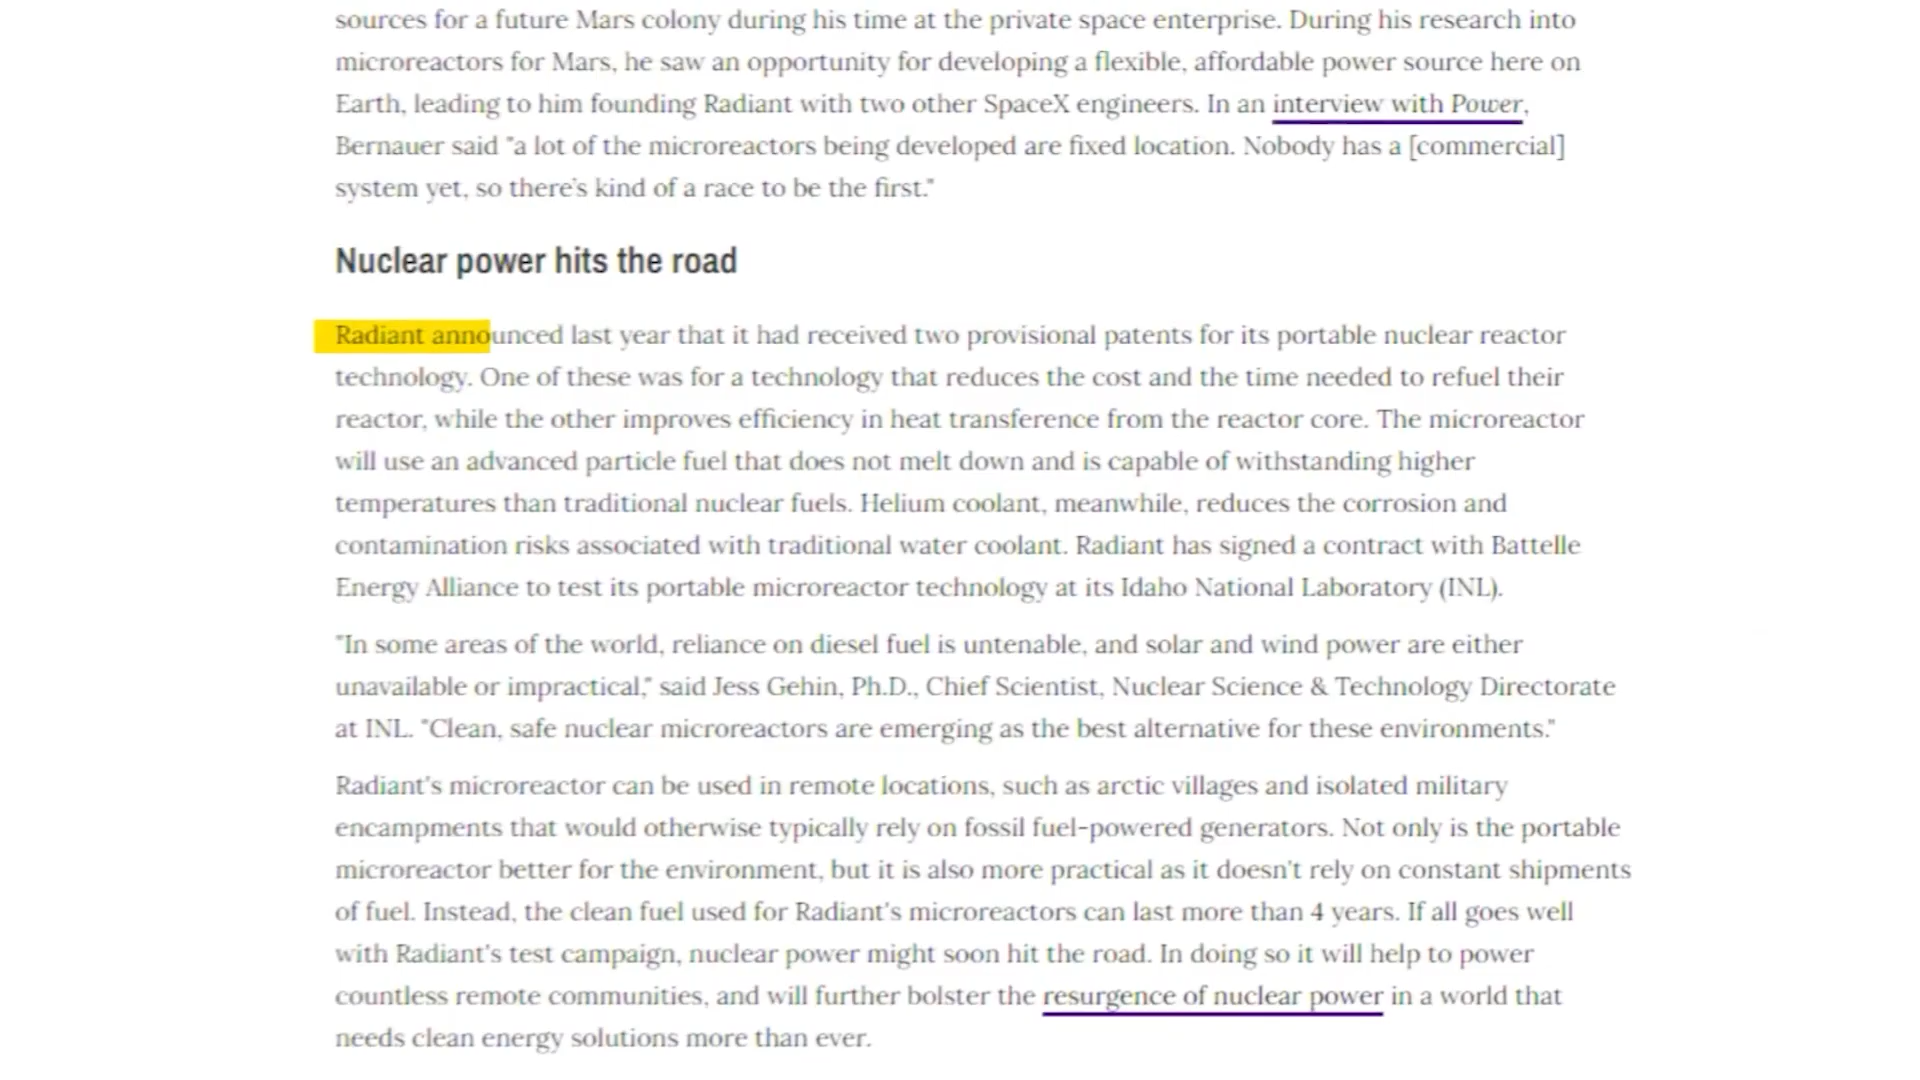 sources for a future Mars colony during his time at the private space enterprise. During his research into
microreactors for Mars, he saw an opportunity for developing a flexible, affordable power source here on
Earth, leading to him founding Radiant with two other SpaceX engineers. In an interview with Power,
Bernauer said "a lot of the microreactors being developed are fixed location. Nobody has a [commercial]
system yet, so there's kind of a race to be the first."
Nuclear power hits the road
Radiant announced last year that it had received two provisional patents for its portable nuclear reactor
technology. One of these was for a technology that reduces the cost and the time needed to refuel their
reactor, while the other improves efficiency in heat transference from the reactor core. The microreactor
will use an advanced particle fuel that does not melt down and is capable of withstanding higher
temperatures than traditional nuclear fuels. Helium coolant, meanwhile, reduces the corrosion and
contamination risks associated with traditional water coolant. Radiant has signed a contract with Battelle
Energy Alliance to test its portable microreactor technology at its Idaho National Laboratory (INL).
"In some areas of the world, reliance on diesel fuel is untenable, and solar and wind power are either
unavailable or impractical," said Jess Gehin, Ph.D., Chief Scientist, Nuclear Science & Technology Directorate
at INL. "Clean, safe nuclear microreactors are emerging as the best alternative for these environments."
Radiant's microreactor can be used in remote locations, such as arctic villages and isolated military
encampments that would otherwise typically rely on fossil fuel-powered generators. Not only is the portable
microreactor better for the environment, but it is also more practical as it doesn't rely on constant shipments
of fuel. Instead, the clean fuel used for Radiant's microreactors can last more than 4 years. If all goes well
with Radiant's test campaign, nuclear power might soon hit the road. In doing so it will help to power
countless remote communities, and will further bolster the resurgence of nuclear power in a world that
needs clean energy solutions more than ever.